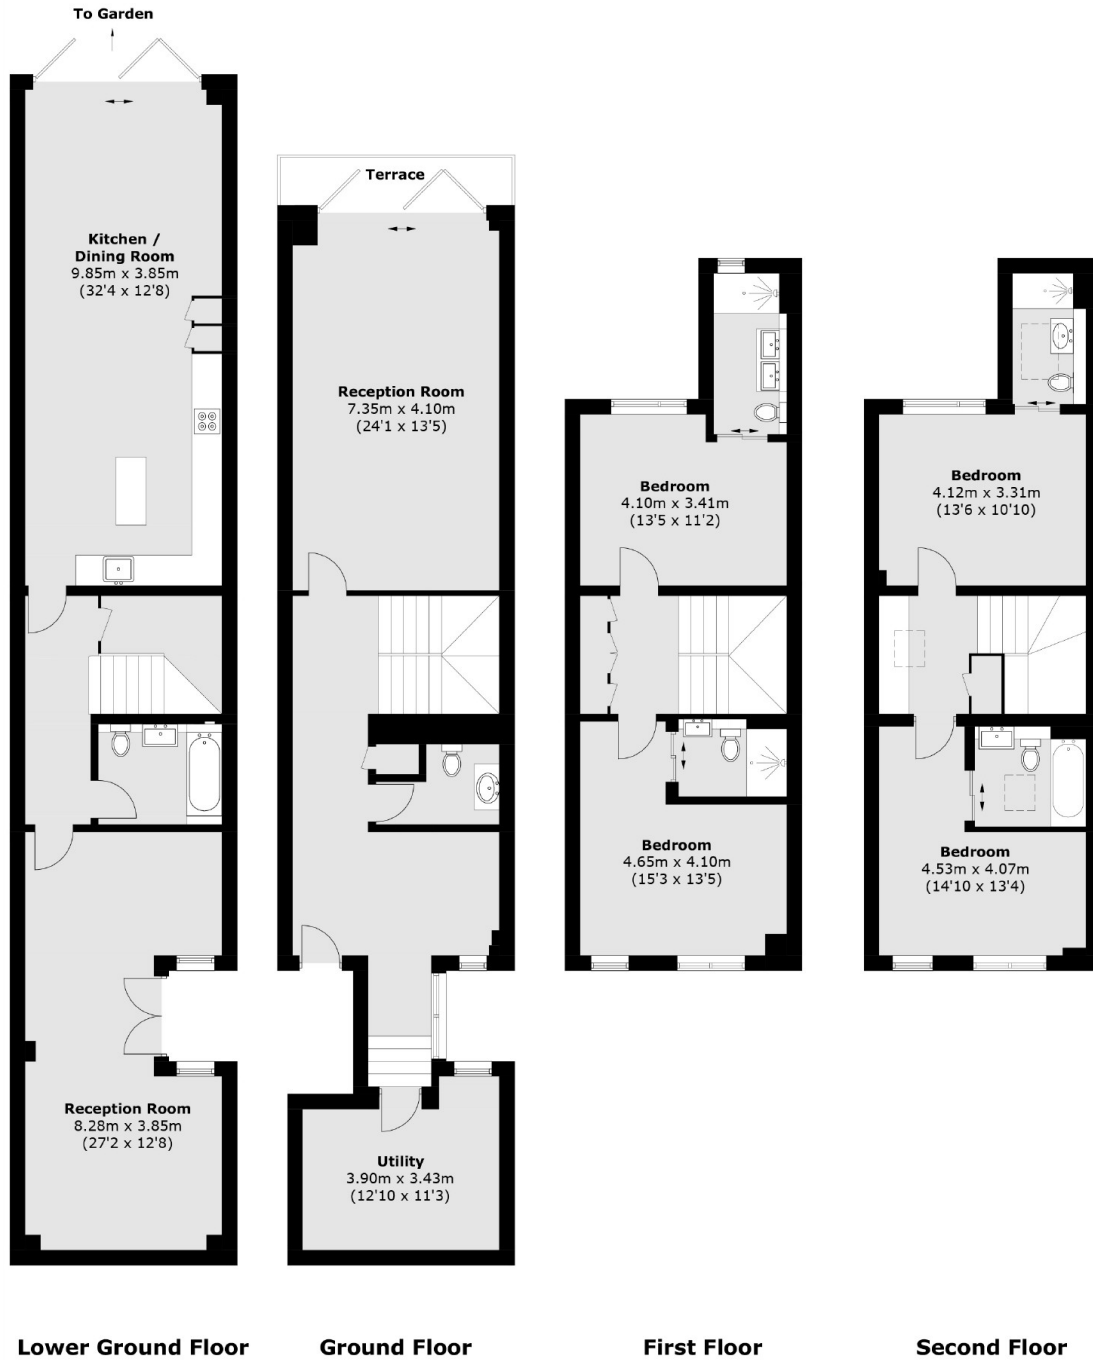 To Garden
Kitchen /
Dining Room
9.85m x 3.85m
(32'4 x 12'8)
Reception Room
8.28m x 3.85m
(27'2 x 12'8)
Lower Ground Floor
Terrace
Reception Room
7.35m x 4.10m
(24'1 x 13'5)
Utility
3.90m x 3.43m
(12'10 x 11'3)
Ground Floor
Bedroom
4.10m x 3.41m
(13'5 x 11'2)
Bedroom
4.65m x 4.10m
(15'3 x 13'5)
First Floor
Bedroom
4.12m x 3.31m
(13'6 x 10'10)
Bedroom
4.53m x 4.07m
(14'10 x 13'4)
Second Floor